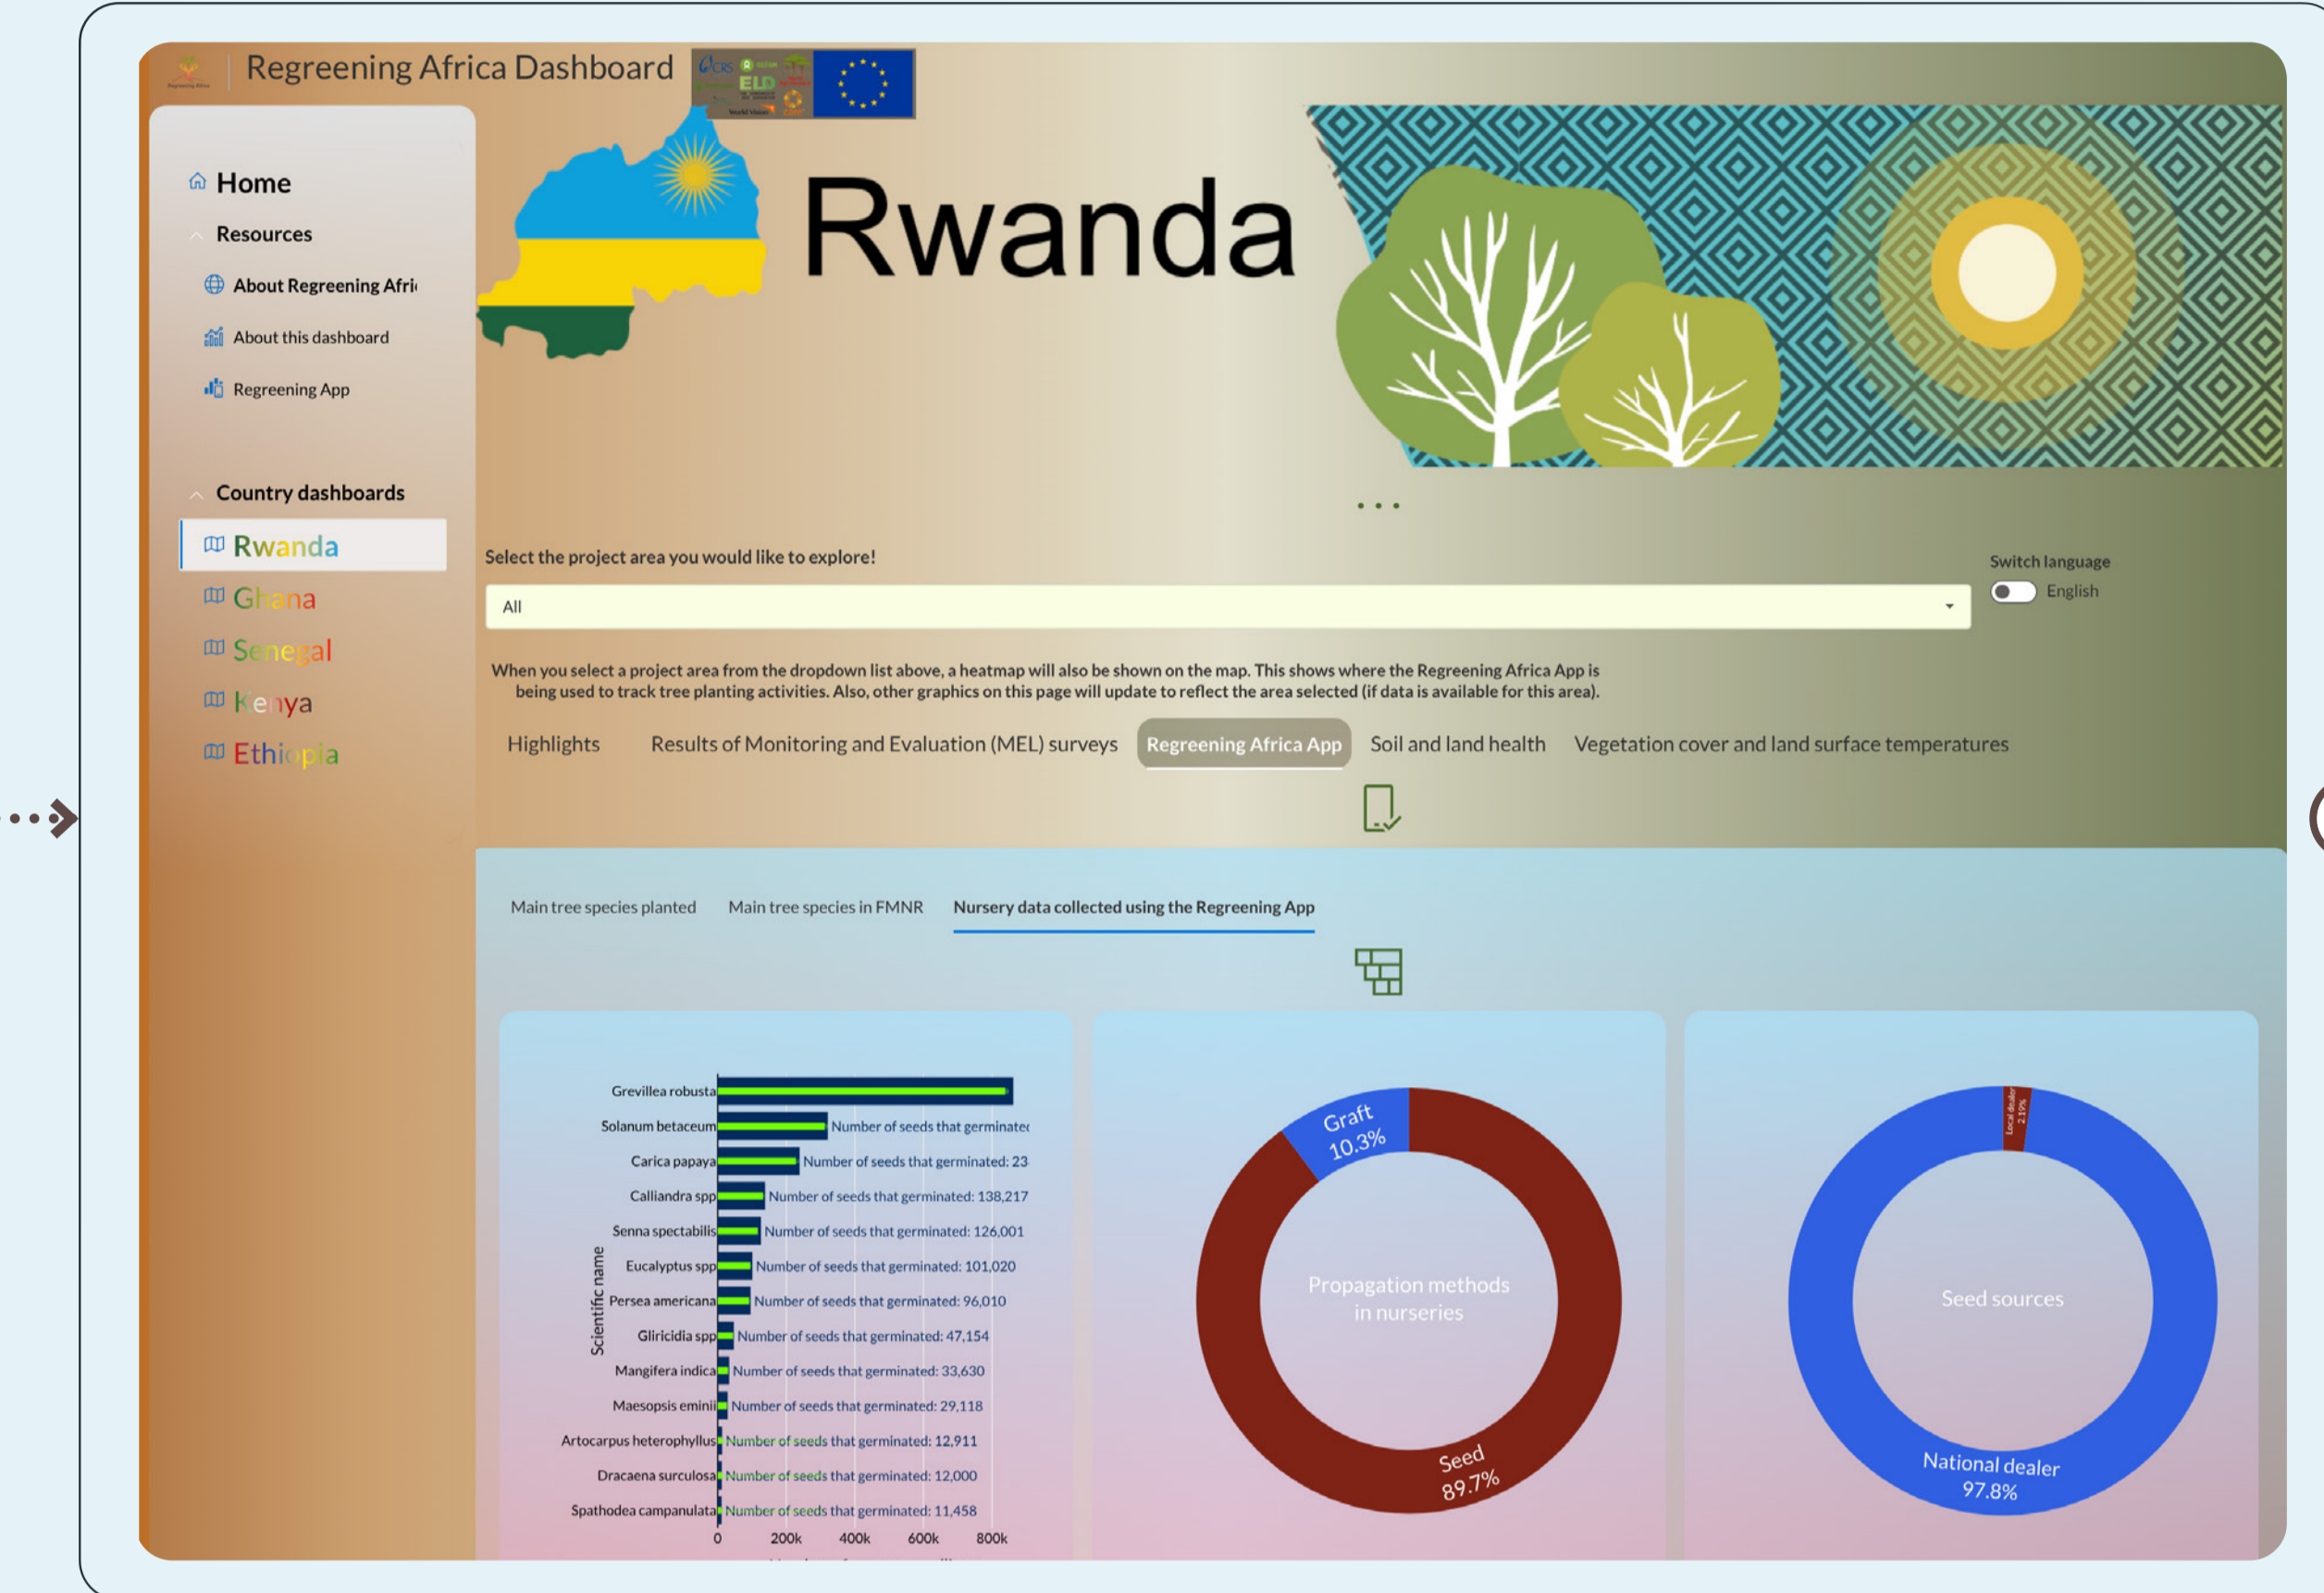 Regreening Africa Dashboard
CRS
ELD
World Vision
Home
Resources
About Regreening Afri
About this dashboard
Regreening App
Country dashboards
Rwanda
Ghana
Senegal
Kenya
Ethiopia
Rwanda
Select the project area you would like to explore!
All
Switch language
English
When you select a project area from the dropdown list above, a heatmap will also be shown on the map. This shows where the Regreening Africa App is
being used to track tree planting activities. Also, other graphics on this page will update to reflect the area selected (if data is available for this area).
Highlights
Results of Monitoring and Evaluation (MEL) surveys
Regreening Africa App
Soil and land health
Vegetation cover and land surface temperatures
Main tree species planted
Main tree species in FMNR
Nursery data collected using the Regreening App
Scientific name
Grevillea robusta
Solanum betaceum Number of seeds that germinated
Carica papaya Number of seeds that germinated: 23
Calliandra spp Number of seeds that germinated: 138,217
Senna spectabilis Number of seeds that germinated: 126,001
Eucalyptus spp Number of seeds that germinated: 101,020
Persea americana Number of seeds that germinated: 96,010
Gliricidia spp Number of seeds that germinated: 47,154
Mangifera indica Number of seeds that germinated: 33,630
Maesopsis eminii Number of seeds that germinated: 29,118
Artocarpus heterophyllus Number of seeds that germinated: 12,911
Dracaena surculosa Number of seeds that germinated: 12,000
Spathodea campanulata Number of seeds that germinated: 11,458
0 200k 400k 600k 800k
Graft
10.3%
Propagation methods
in nurseries
Seed
89.7%
Local dealer
2.19%
Seed sources
National dealer
97.8%